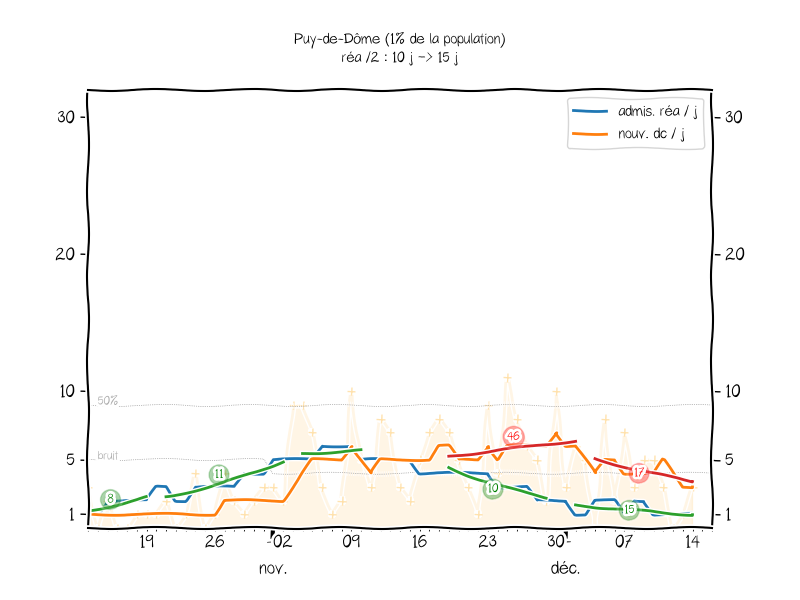 Puy-de-Dôme (1% de la population)
réa /2 : 10 j -> 15 j
admis. réa / j
nouv. dc / j
30 30
20 20
10 10
50%
bruit
5 5
1 1
8
11
46
10
17
15
19 26 02 09 16 23 30 07 14
nov. déc.